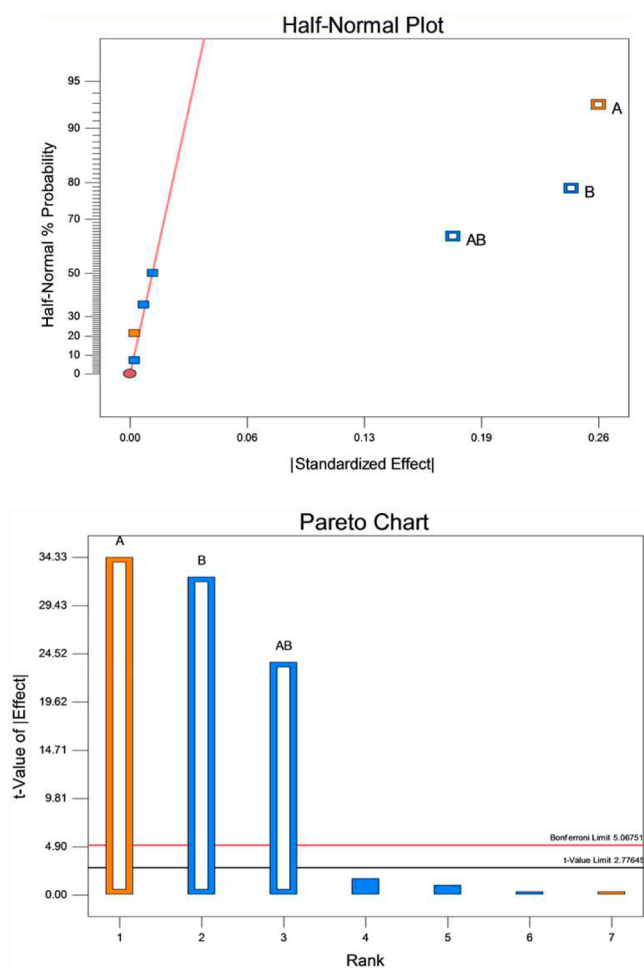 Half-Normal Plot
Half-Normal % Probability
95
90
80
70
50
30
20
10
0
A
B
AB
0.00 0.06 0.13 0.19 0.26
|Standardized Effect|
Pareto Chart
t-Value of |Effect|
34.33
29.43
24.52
19.62
14.71
9.81
4.90
0.00
A
B
AB
Bonferroni Limit 5.06751
t-Value Limit 2.77645
1 2 3 4 5 6 7
Rank